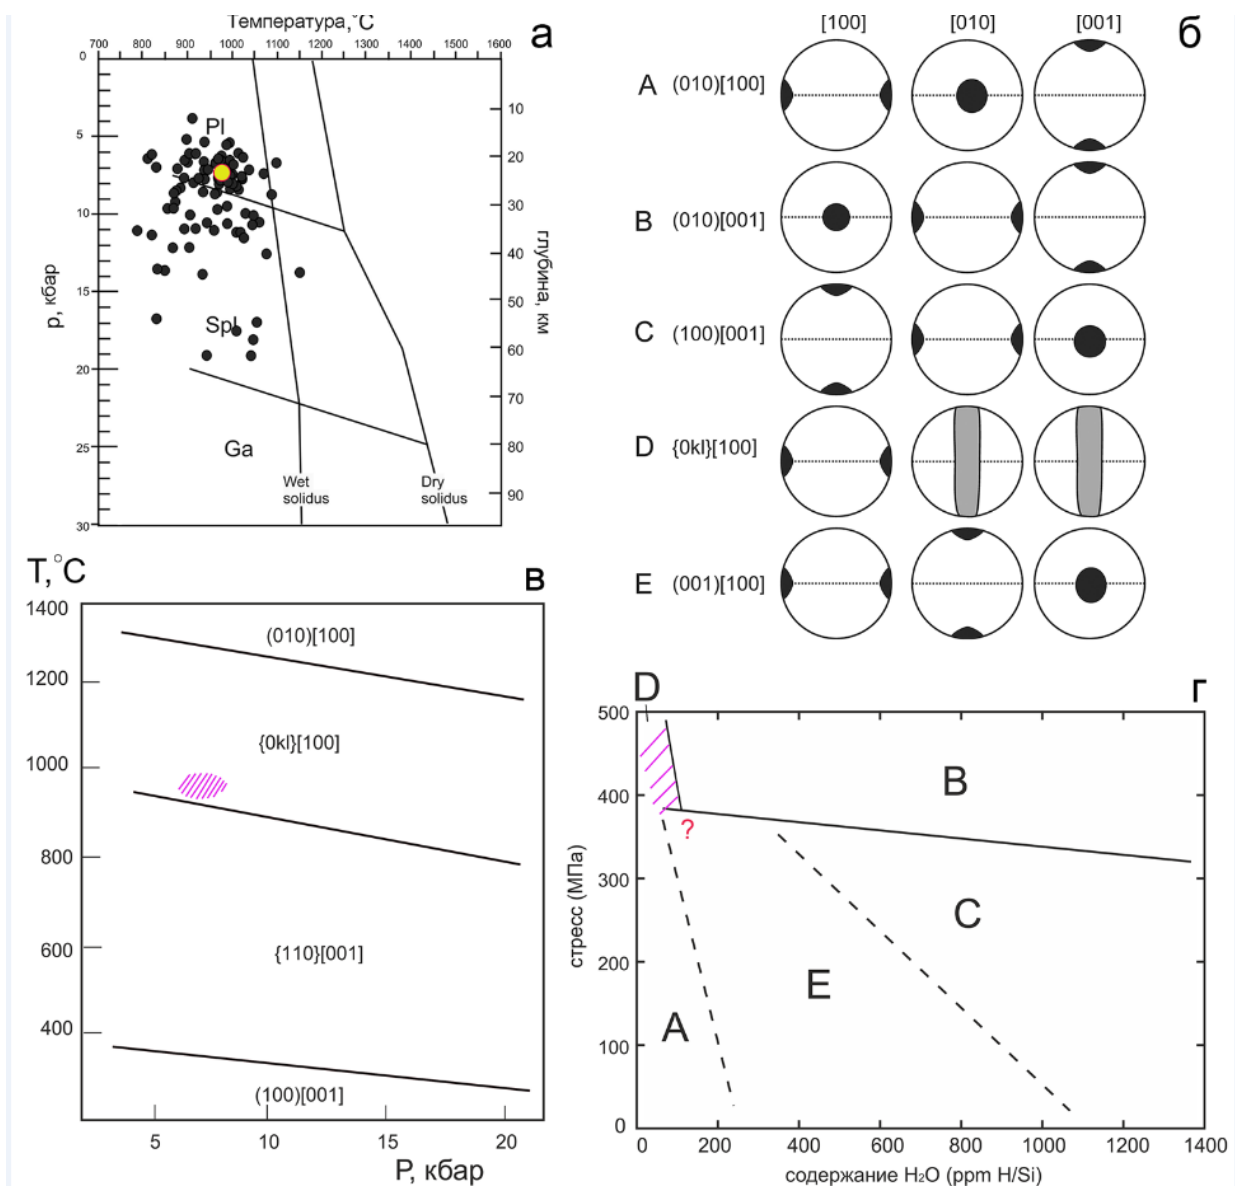 Температура,°C
а
700 800 900 1000 1100 1200 1300 1400 1500 1600
0
5
10
15
20
25
30
р, кбар
10
20
30
40
50
60
70
80
90
глубина, км
Pl
Spl
Ga
Wet
solidus
Dry
solidus
[100] [010] [001]
б
A (010)[100]
B (010)[001]
C (100)[001]
D {0kl}[100]
E (001)[100]
T,°C
в
1400
1200
1000
800
600
400
(010)[100]
{0kl}[100]
{110}[001]
(100)[001]
5 10 15 20
P, кбар
D
г
500
400
300
200
100
0
стресс (МПа)
B
?
C
E
A
0 200 400 600 800 1000 1200 1400
содержание H₂O (ppm H/Si)